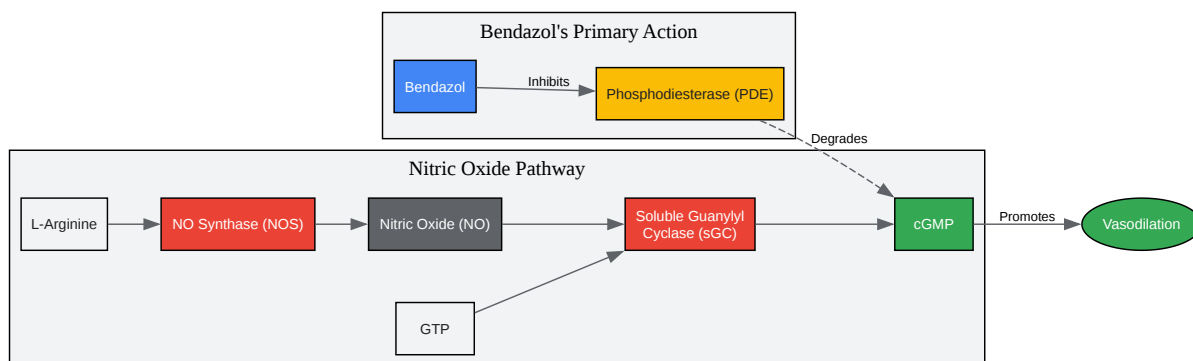 Bendazol's Primary Action
Bendazol
Inhibits
Phosphodiesterase (PDE)
Degrades
Nitric Oxide Pathway
L-Arginine
NO Synthase (NOS)
Nitric Oxide (NO)
Soluble Guanylyl
Cyclase (sGC)
cGMP
Promotes
Vasodilation
GTP